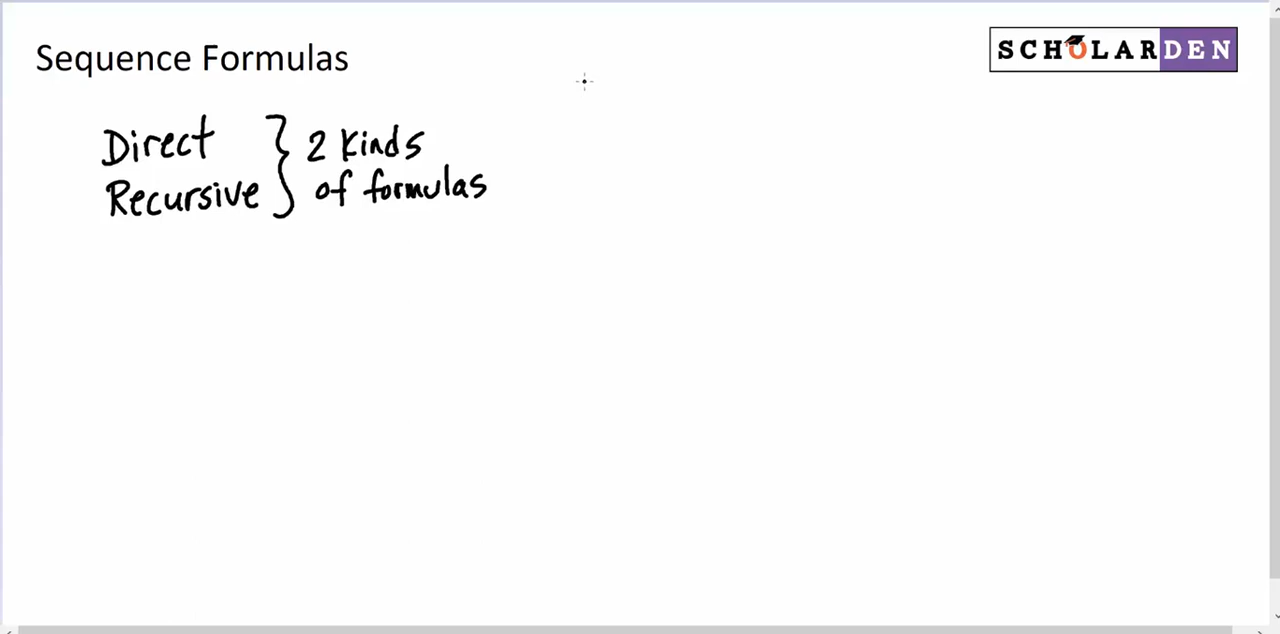 Sequence Formulas
SCHOLARDEN
Direct } 2 Kinds
Recursive } of formulas